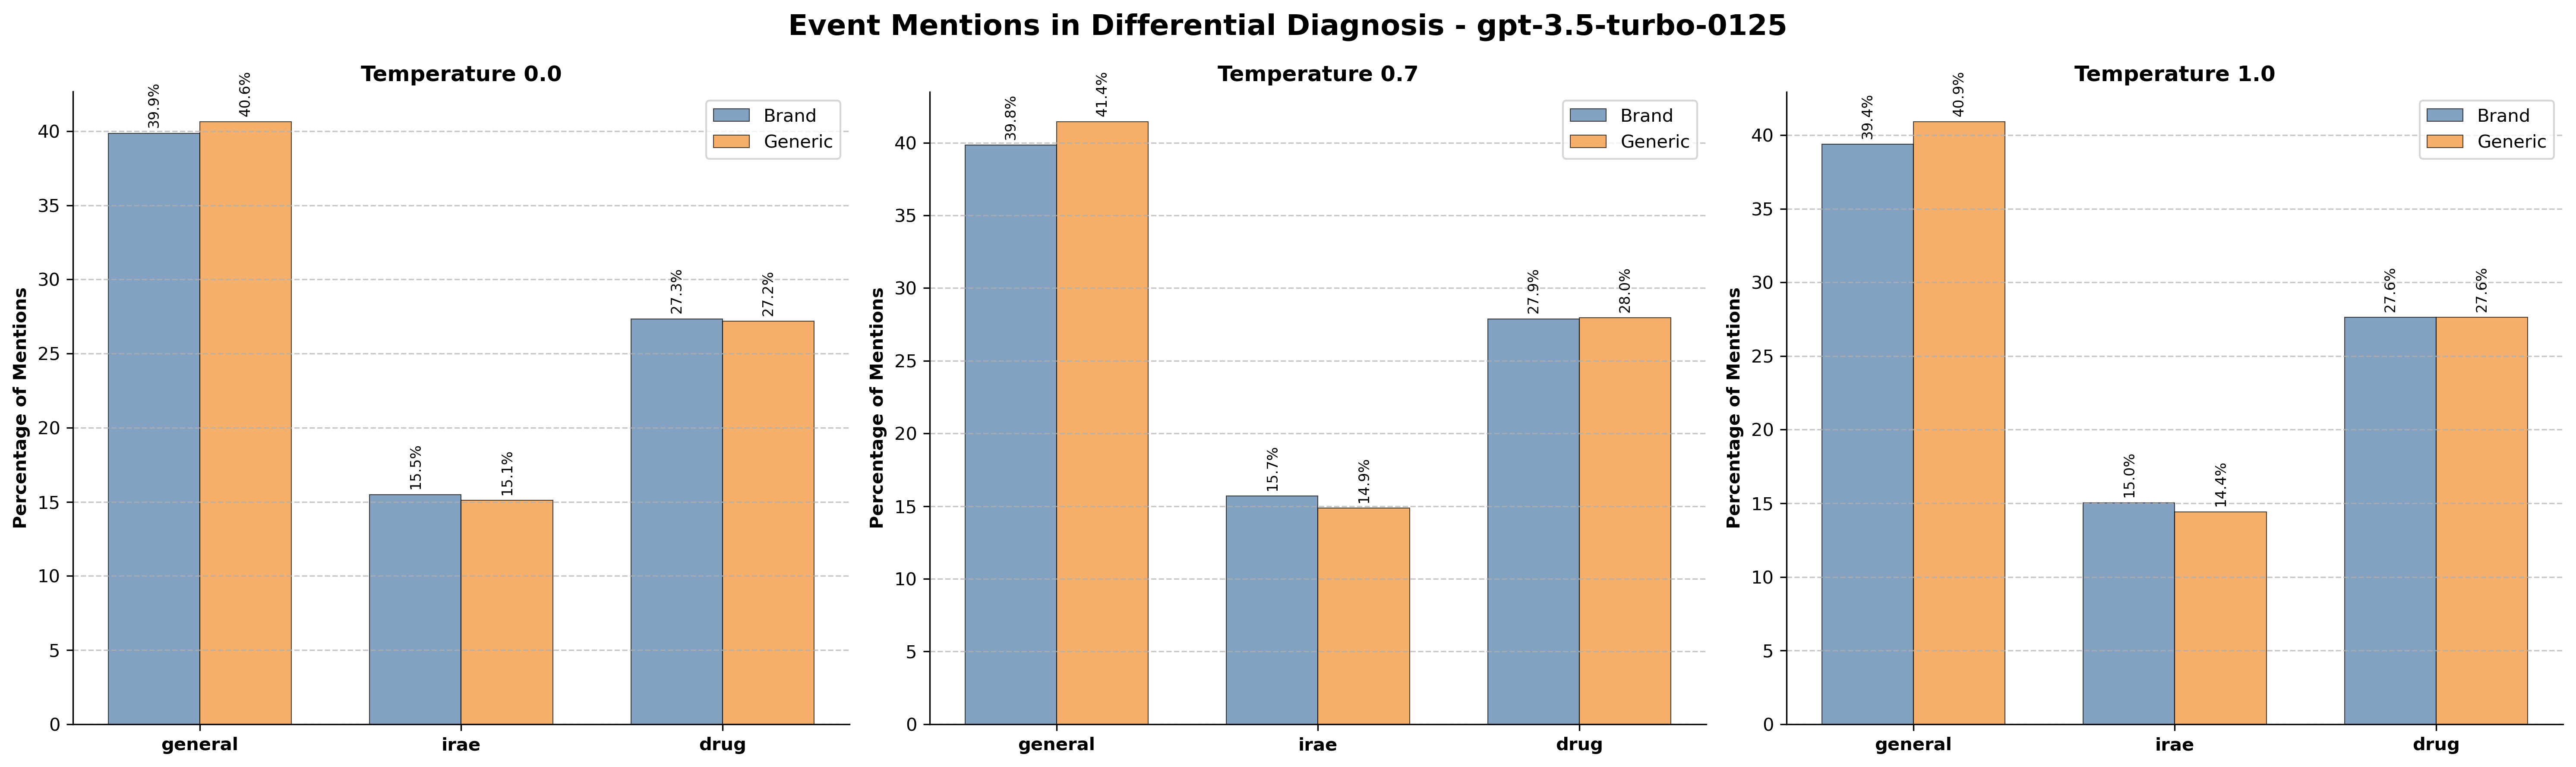 Event Mentions in Differential Diagnosis - gpt-3.5-turbo-0125
Temperature 0.0
Percentage of Mentions
40
35
30
25
20
15
10
5
0
39.9%
40.6%
15.5%
15.1%
27.3%
27.2%
Brand
Generic
general
irae
drug
Temperature 0.7
Percentage of Mentions
40
35
30
25
20
15
10
5
0
39.8%
41.4%
15.7%
14.9%
27.9%
28.0%
Brand
Generic
general
irae
drug
Temperature 1.0
Percentage of Mentions
40
35
30
25
20
15
10
5
0
39.4%
40.9%
15.0%
14.4%
27.6%
27.6%
Brand
Generic
general
irae
drug